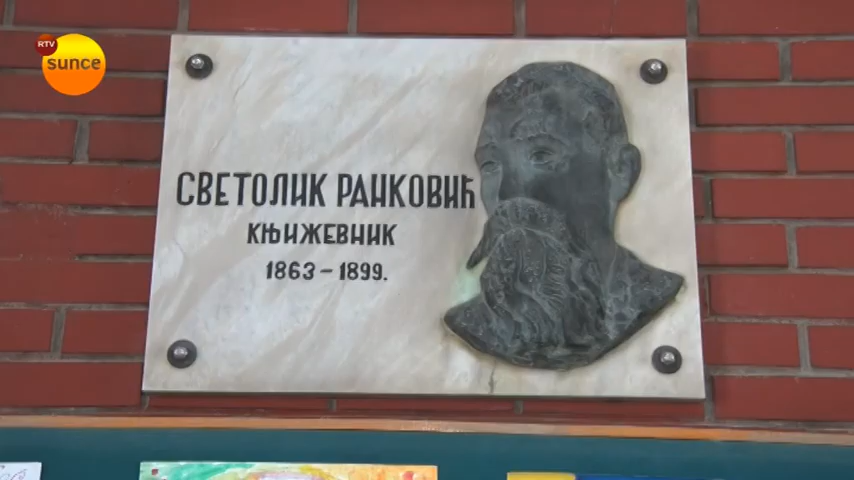 RTV
sunce
СВЕТОЛИК РАНКОВИЋ
КЊИЖЕВНИК
1863 – 1899.